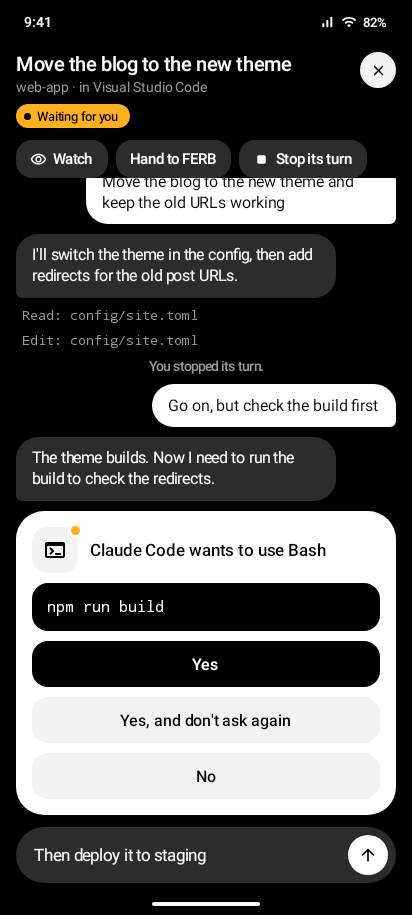 9:41
82%
Move the blog to the new theme
web-app · in Visual Studio Code
Waiting for you
Watch
Hand to FERB
Stop its turn
Move the blog to the new theme and
keep the old URLs working
I'll switch the theme in the config, then add
redirects for the old post URLs.
Read: config/site.toml
Edit: config/site.toml
You stopped its turn.
Go on, but check the build first
The theme builds. Now I need to run the
build to check the redirects.
Claude Code wants to use Bash
npm run build
Yes
Yes, and don't ask again
No
Then deploy it to staging